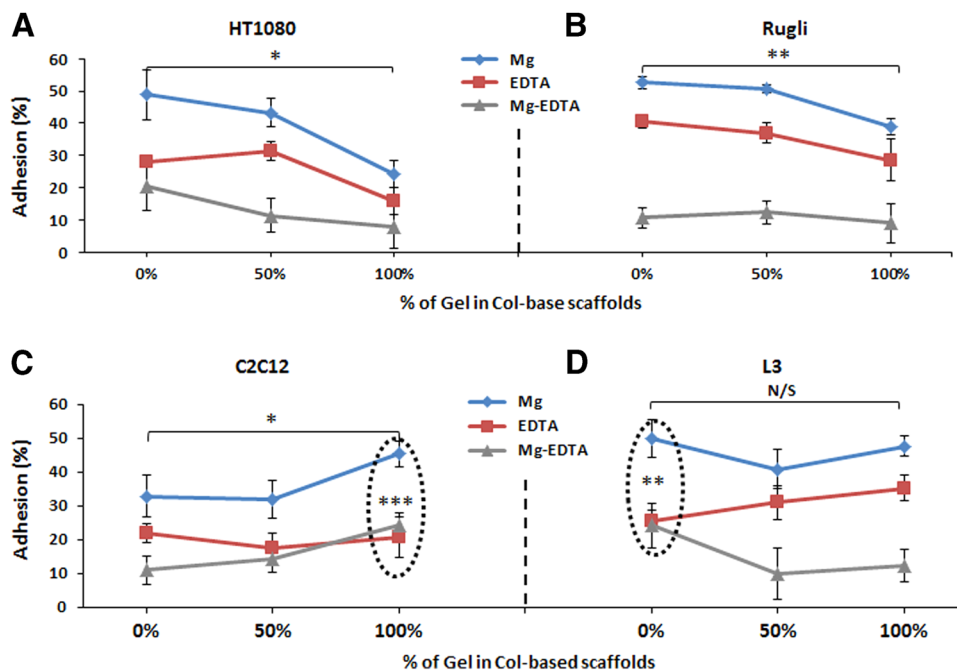 A
HT1080
B
Rugli
Mg
EDTA
Mg-EDTA
*
**
Adhesion (%)
60
50
40
30
20
10
0
0%
50%
100%
0%
50%
100%
% of Gel in Col-base scaffolds
C
C2C12
D
L3
Mg
EDTA
Mg-EDTA
*
N/S
***
**
Adhesion (%)
60
50
40
30
20
10
0
0%
50%
100%
0%
50%
100%
% of Gel in Col-based scaffolds